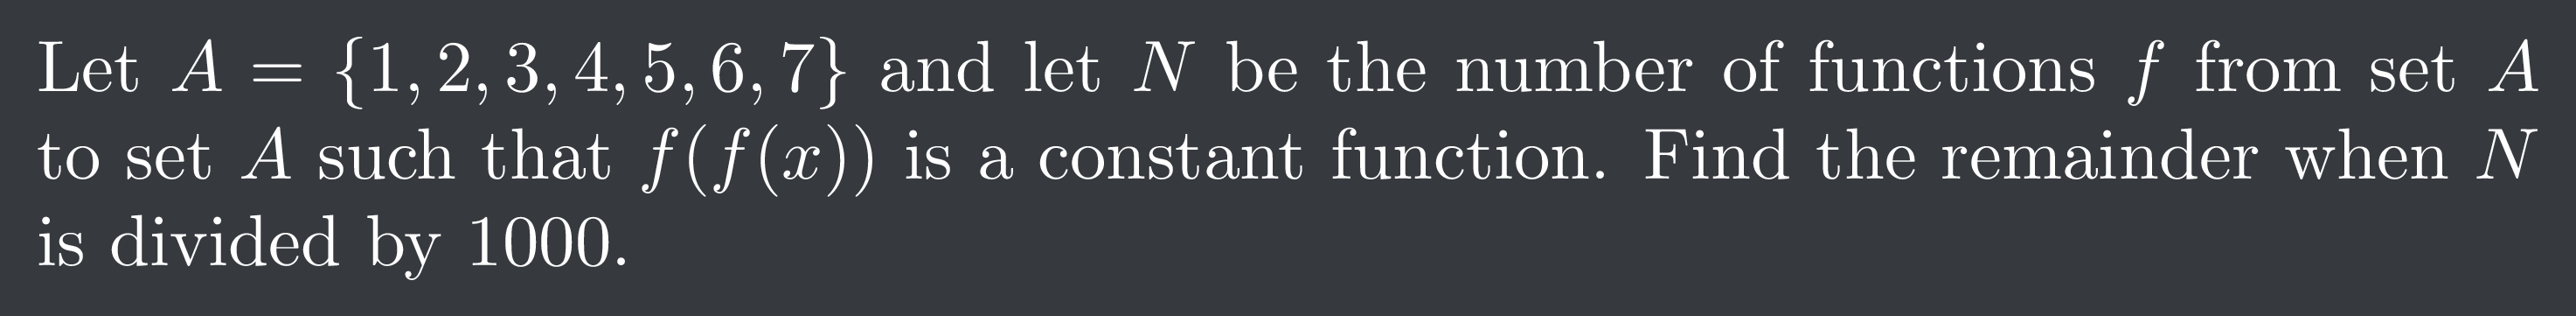 Let A = {1, 2, 3, 4, 5, 6, 7} and let N be the number of functions f from set A
to set A such that f(f(x)) is a constant function. Find the remainder when N
is divided by 1000.